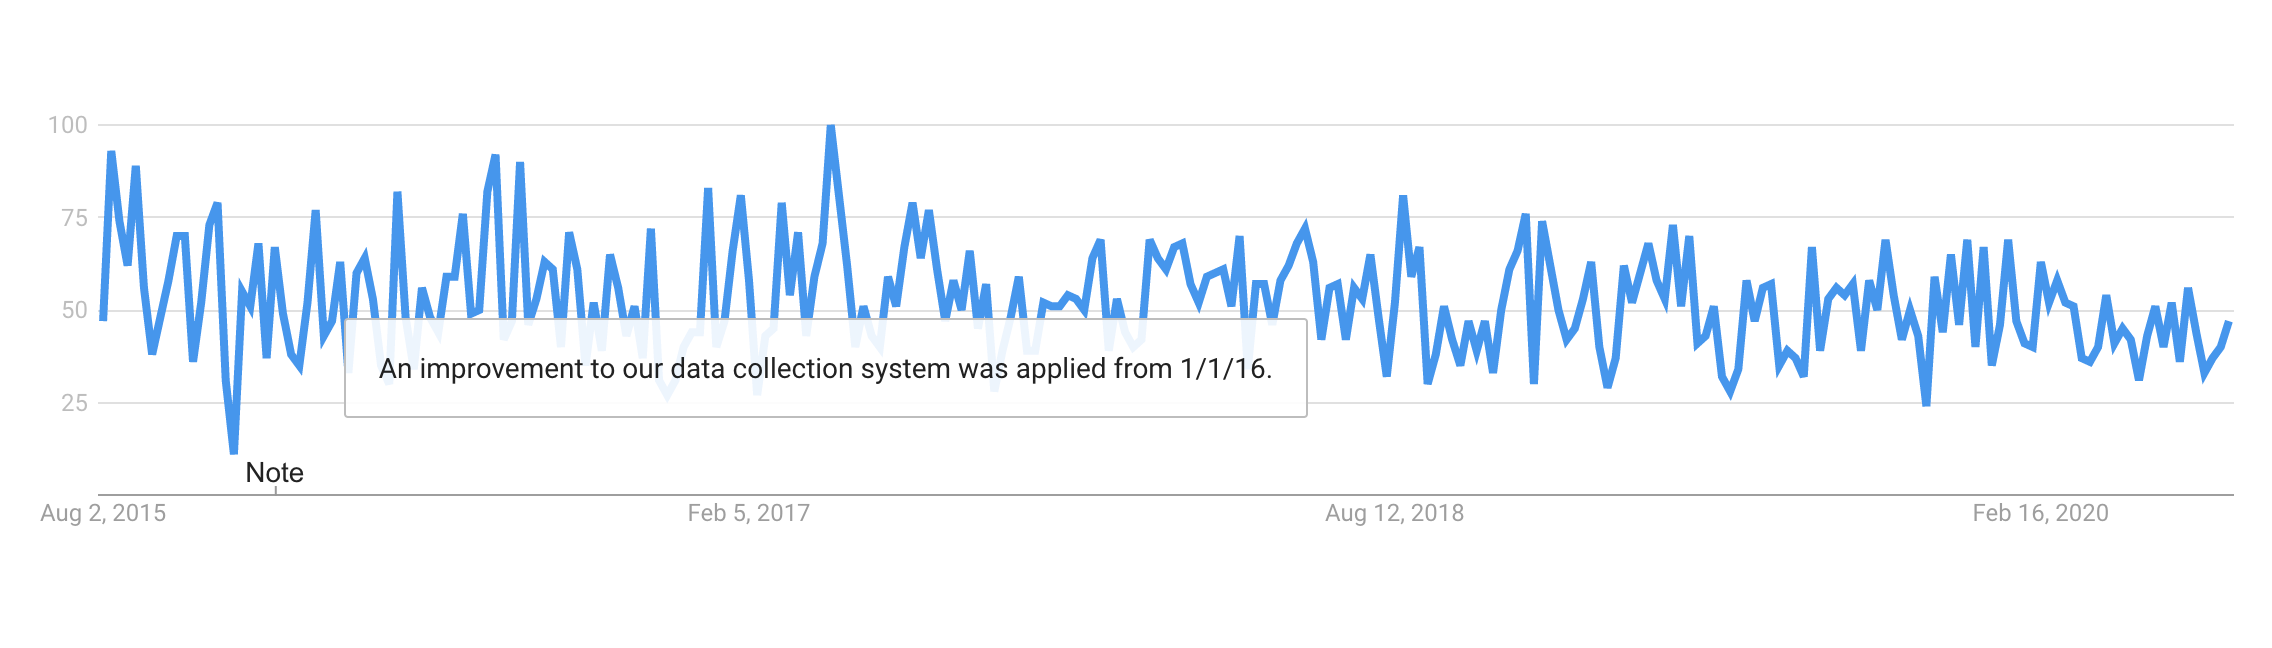 100
75
50
An improvement to our data collection system was applied from 1/1/16.
25
Note
Aug 2, 2015
Feb 5, 2017
Aug 12, 2018
Feb 16, 2020